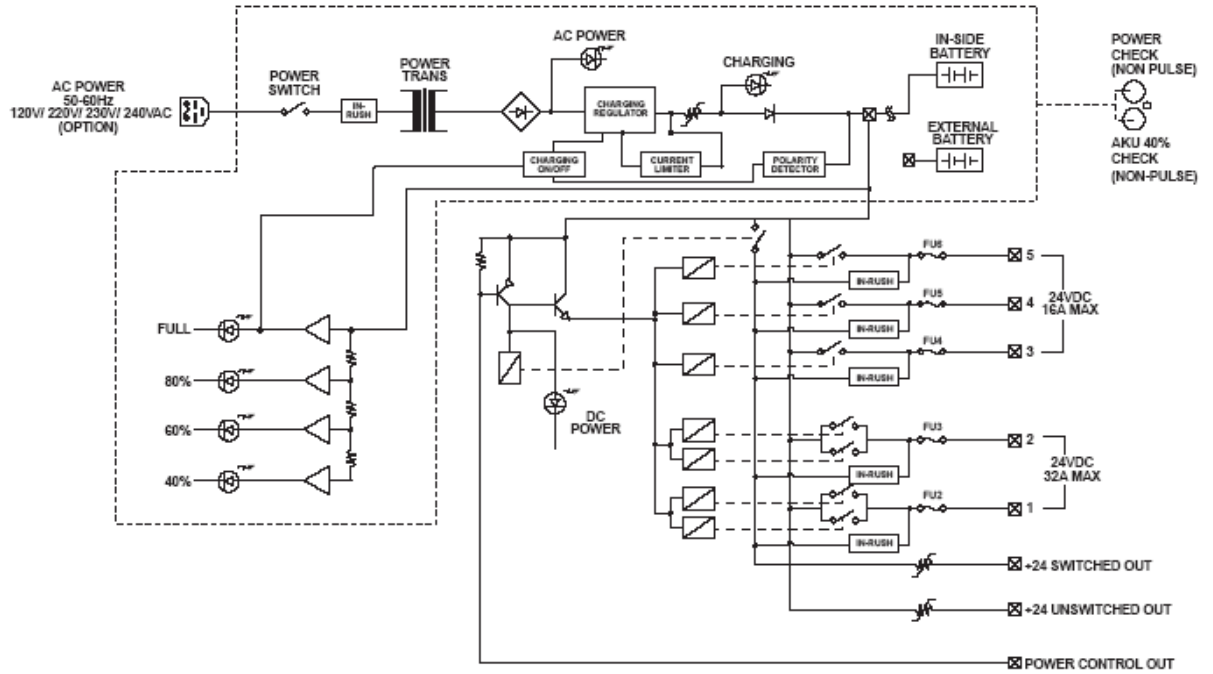 AC POWER
50-60Hz
120V/ 220V/ 230V/ 240VAC
(OPTION)
POWER
SWITCH
IN-
RUSH
POWER
TRANS
AC POWER
CHARGING
REGULATOR
CHARGING
IN-SIDE
BATTERY
POWER
CHECK
(NON PULSE)
CHARGING
ON/OFF
CURRENT
LIMITER
POLARITY
DETECTOR
EXTERNAL
BATTERY
AKU 40%
CHECK
(NON-PULSE)
FU6
5
IN-RUSH
FU5
4
24VDC
16A MAX
IN-RUSH
FU4
3
IN-RUSH
FULL
80%
60%
40%
DC
POWER
FU3
2
IN-RUSH
24VDC
32A MAX
FU2
1
IN-RUSH
+24 SWITCHED OUT
+24 UNSWITCHED OUT
POWER CONTROL OUT